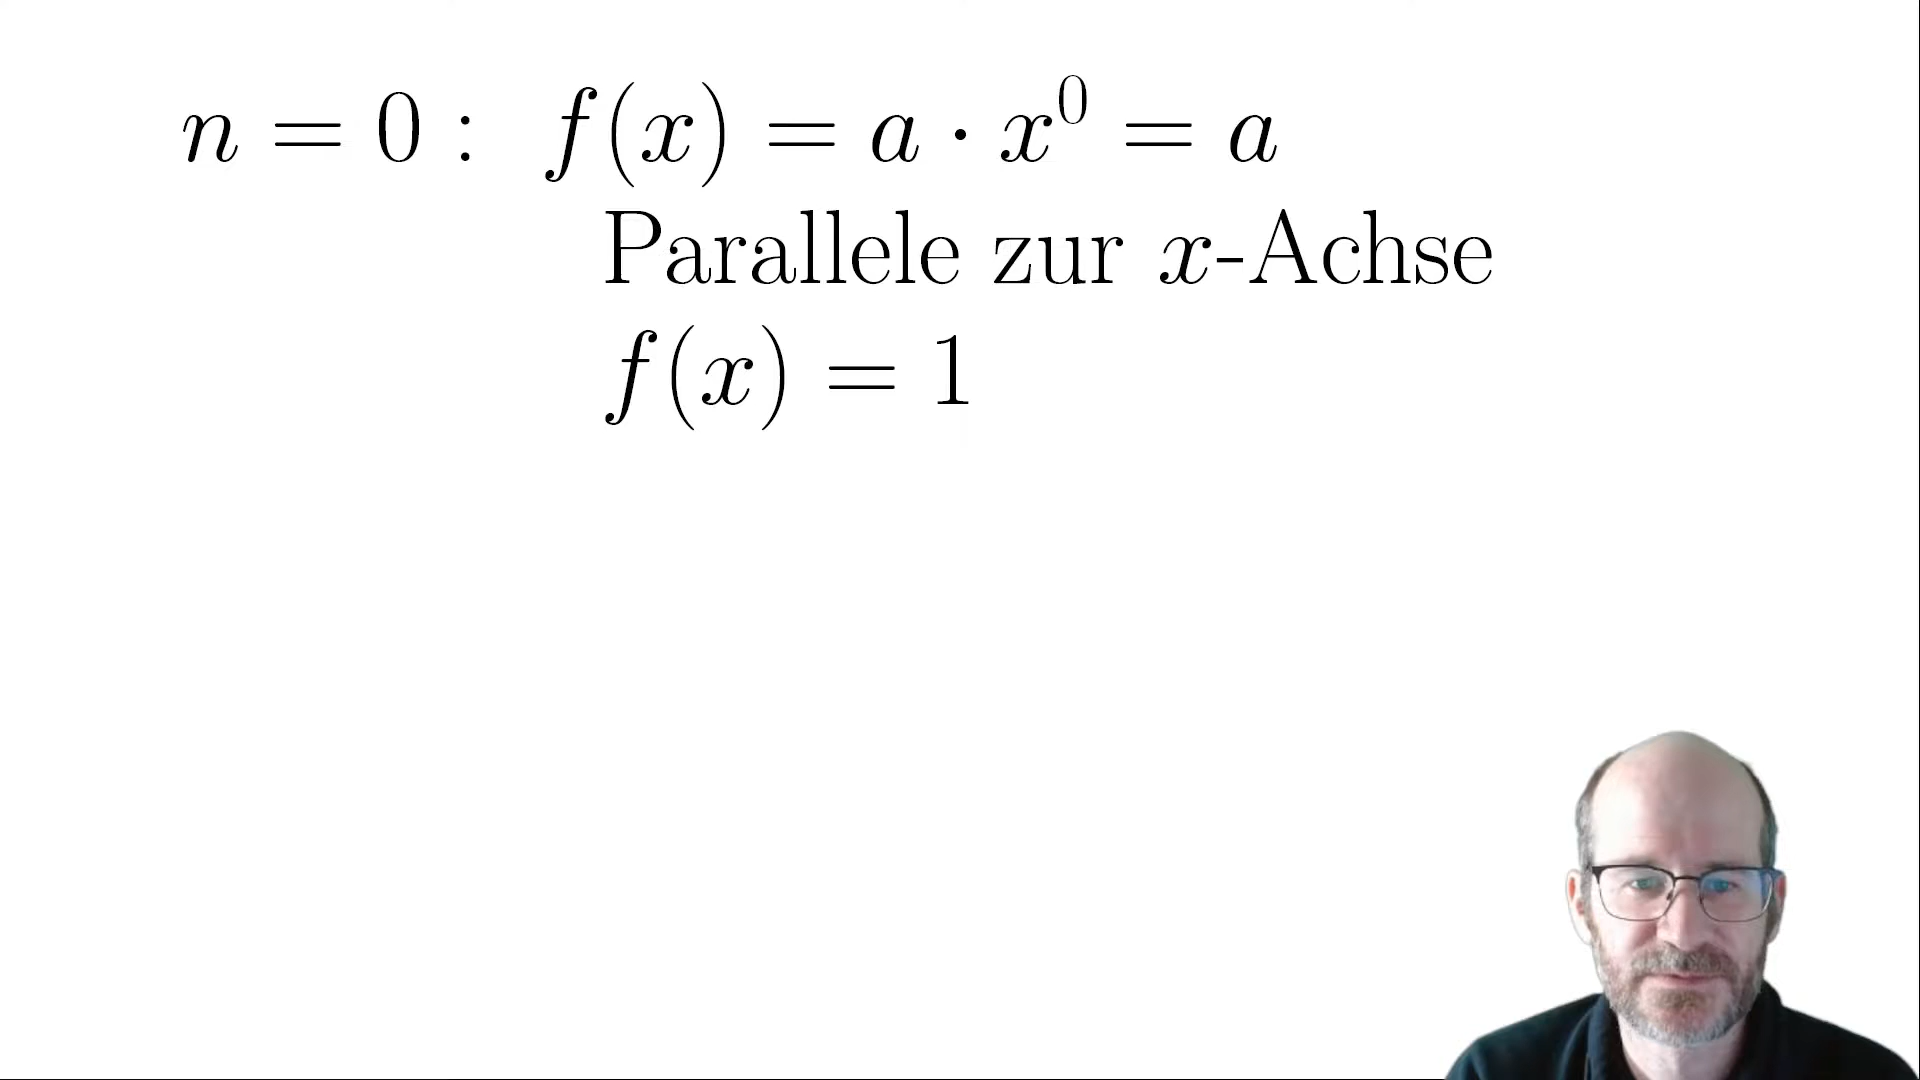 n = 0 : f(x) = a · x⁰ = a
Parallele zur x-Achse
f(x) = 1